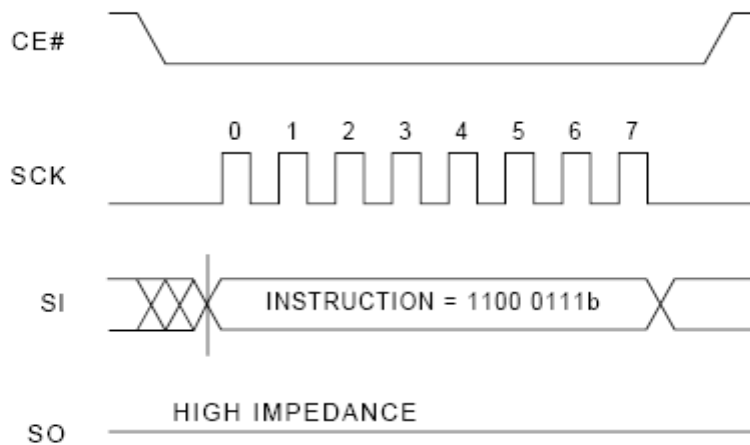 CE#
0 1 2 3 4 5 6 7
SCK
SI INSTRUCTION = 1100 0111b
HIGH IMPEDANCE
SO